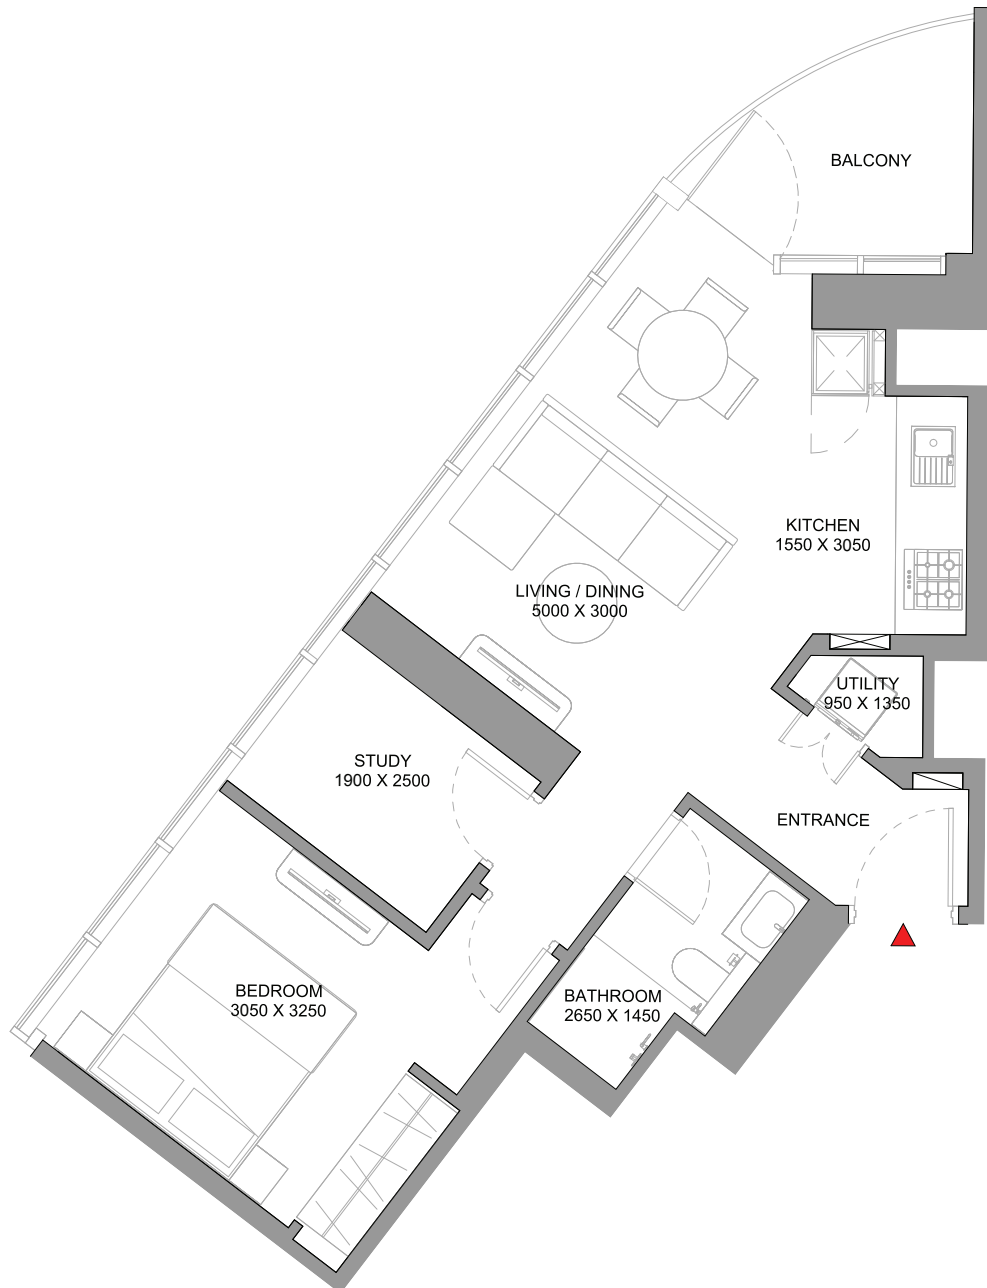 BALCONY
KITCHEN
1550 X 3050
LIVING / DINING
5000 X 3000
UTILITY
950 X 1350
STUDY
1900 X 2500
ENTRANCE
BEDROOM
3050 X 3250
BATHROOM
2650 X 1450